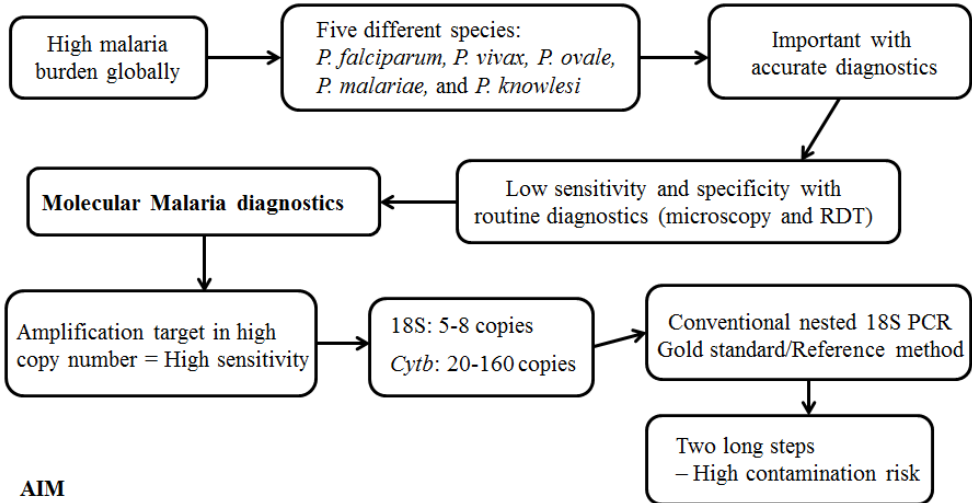 High malaria
burden globally
Five different species:
P. falciparum, P. vivax, P. ovale,
P. malariae, and P. knowlesi
Important with
accurate diagnostics
Low sensitivity and specificity with
routine diagnostics (microscopy and RDT)
Molecular Malaria diagnostics
Amplification target in high
copy number = High sensitivity
18S: 5-8 copies
Cytb: 20-160 copies
Conventional nested 18S PCR
Gold standard/Reference method
Two long steps
– High contamination risk
AIM